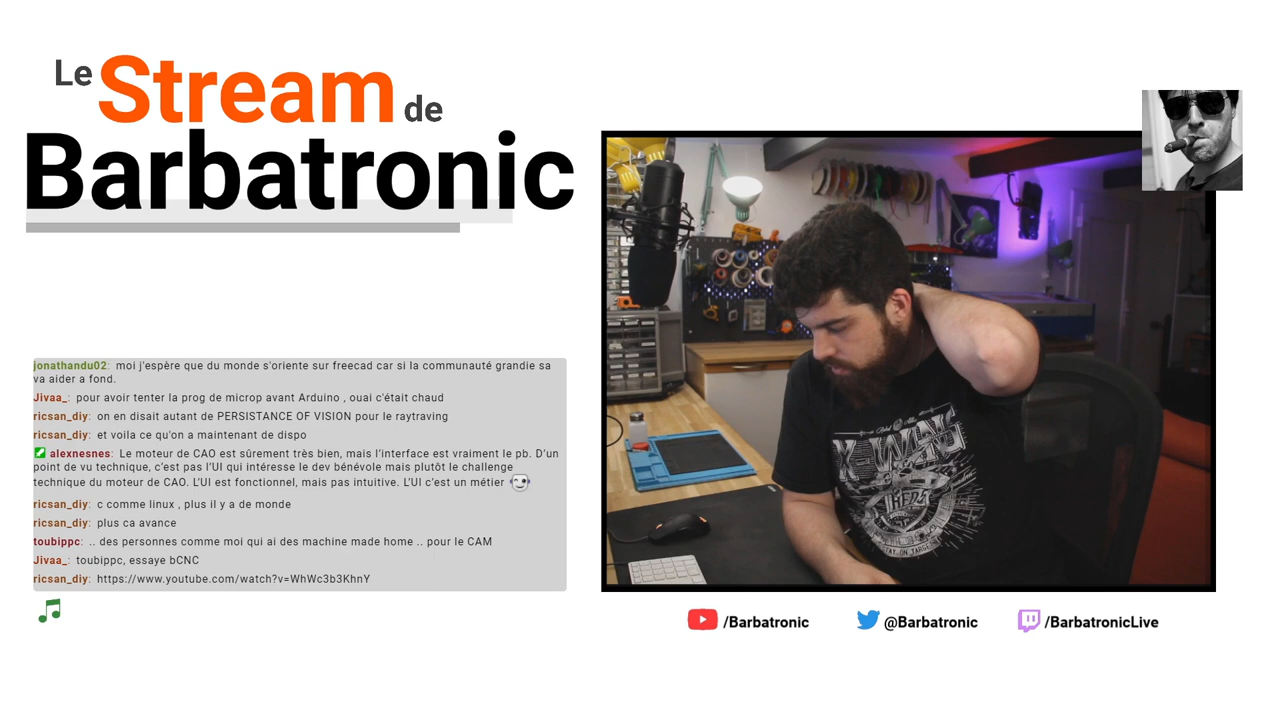 Le Stream de
Barbatronic
jonathandu02: moi j'espère que du monde s'oriente sur freecad car si la communauté grandie sa
va aider a fond.
Jivaa_: pour avoir tenter la prog de microp avant Arduino , ouai c'était chaud
ricsan_diy: on en disait autant de PERSISTANCE OF VISION pour le raytraving
ricsan_diy: et voila ce qu'on a maintenant de dispo
alexnesnes: Le moteur de CAO est sûrement très bien, mais l'interface est vraiment le pb. D'un
point de vu technique, c'est pas l'UI qui intéresse le dev bénévole mais plutôt le challenge
technique du moteur de CAO. L'UI est fonctionnel, mais pas intuitive. L'UI c'est un métier
ricsan_diy: c comme linux , plus il y a de monde
ricsan_diy: plus ca avance
toubippc: .. des personnes comme moi qui ai des machine made home .. pour le CAM
Jivaa_: toubippc, essaye bCNC
ricsan_diy: https://www.youtube.com/watch?v=WhWc3b3KhnY
/Barbatronic
@Barbatronic
/BarbatronicLive